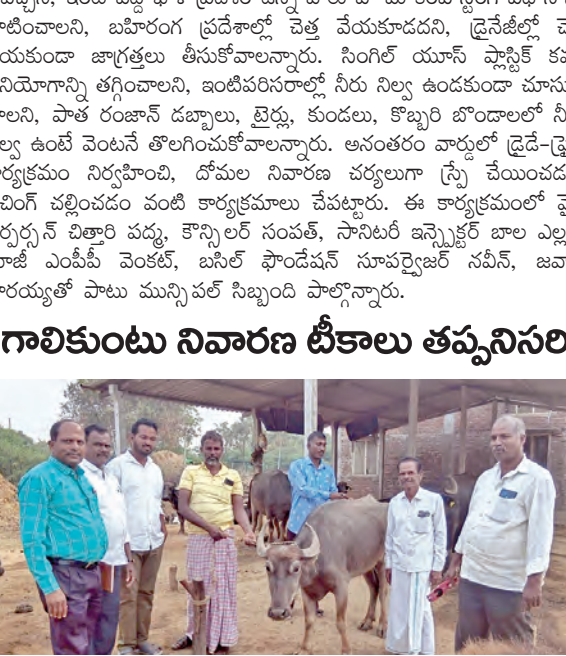 పాటించాలని, బహిరంగ ప్రదేశాల్లో చెత్త వేయకూడదని, డ్రైనేజీల్లో
యకుండా జాగ్రత్తలు తీసుకోవాలన్నారు. సింగిల్ యూస్ ప్లాస్టిక్ కవ
నియోగాన్ని తగ్గించాలని, ఇంటిపరిసరాల్లో నీరు నిల్వ ఉండకుండా చూసు
లని, పాత రంజాన్ డబ్బాలు, టైర్లు, కుండలు, కొబ్బరి బొండాలలో నీ
ల్వ ఉంటే వెంటనే తొలగించుకోవాలన్నారు. అనంతరం వార్డులో డ్రైడే-ఫ్రై
ర్యక్రమం నిర్వహించి, దోమల నివారణ చర్యలుగా స్ప్రే చేయించడ
చింగ్ చల్లించడం వంటి కార్యక్రమాలు చేపట్టారు. ఈ కార్యక్రమంలో వై
ర్పర్సన్ చిత్తారి పద్మ, కౌన్సిలర్ సంపత్, సానిటరీ ఇన్స్పెక్టర్ బాల ఎల్ల
జీ ఎంపీపీ వెంకట్, బసిల్ ఫౌండేషన్ సూపర్వైజర్ నవీన్, జవా
రయ్యతో పాటు మున్సిపల్ సిబ్బంది పాల్గొన్నారు.
గాలికుంటు నివారణ టీకాలు తప్పనిసరి